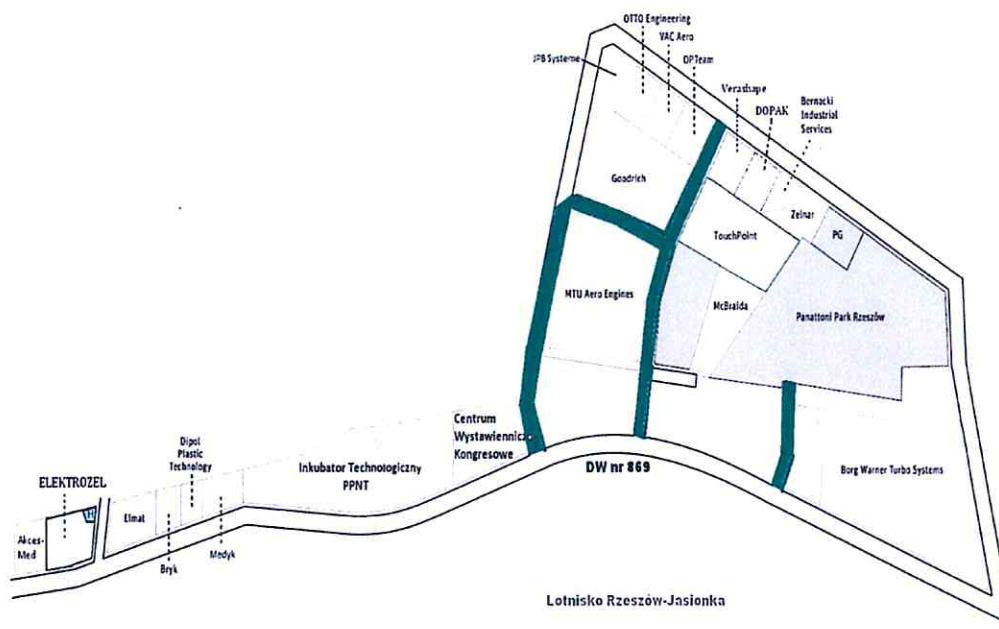 OTTO Engineering
VAC Aero
OPTeam
JPB Systeme
Verashape
DOPAK
Bernacki
Industrial
Services
Goodrich
Zelnar
TouchPoint
PG
MTU Aero Engines
McBraida
Panattoni Park Rzeszów
Centrum
Wystawienniczo
Kongresowe
Dipol
Plastic
Technology
Inkubator Technologiczny
PPNT
DW nr 869
Borg Warner Turbo Systems
ELEKTROZEL
H
Elmat
Akces-
Med
Medyk
Bryk
Lotnisko Rzeszów-Jasionka